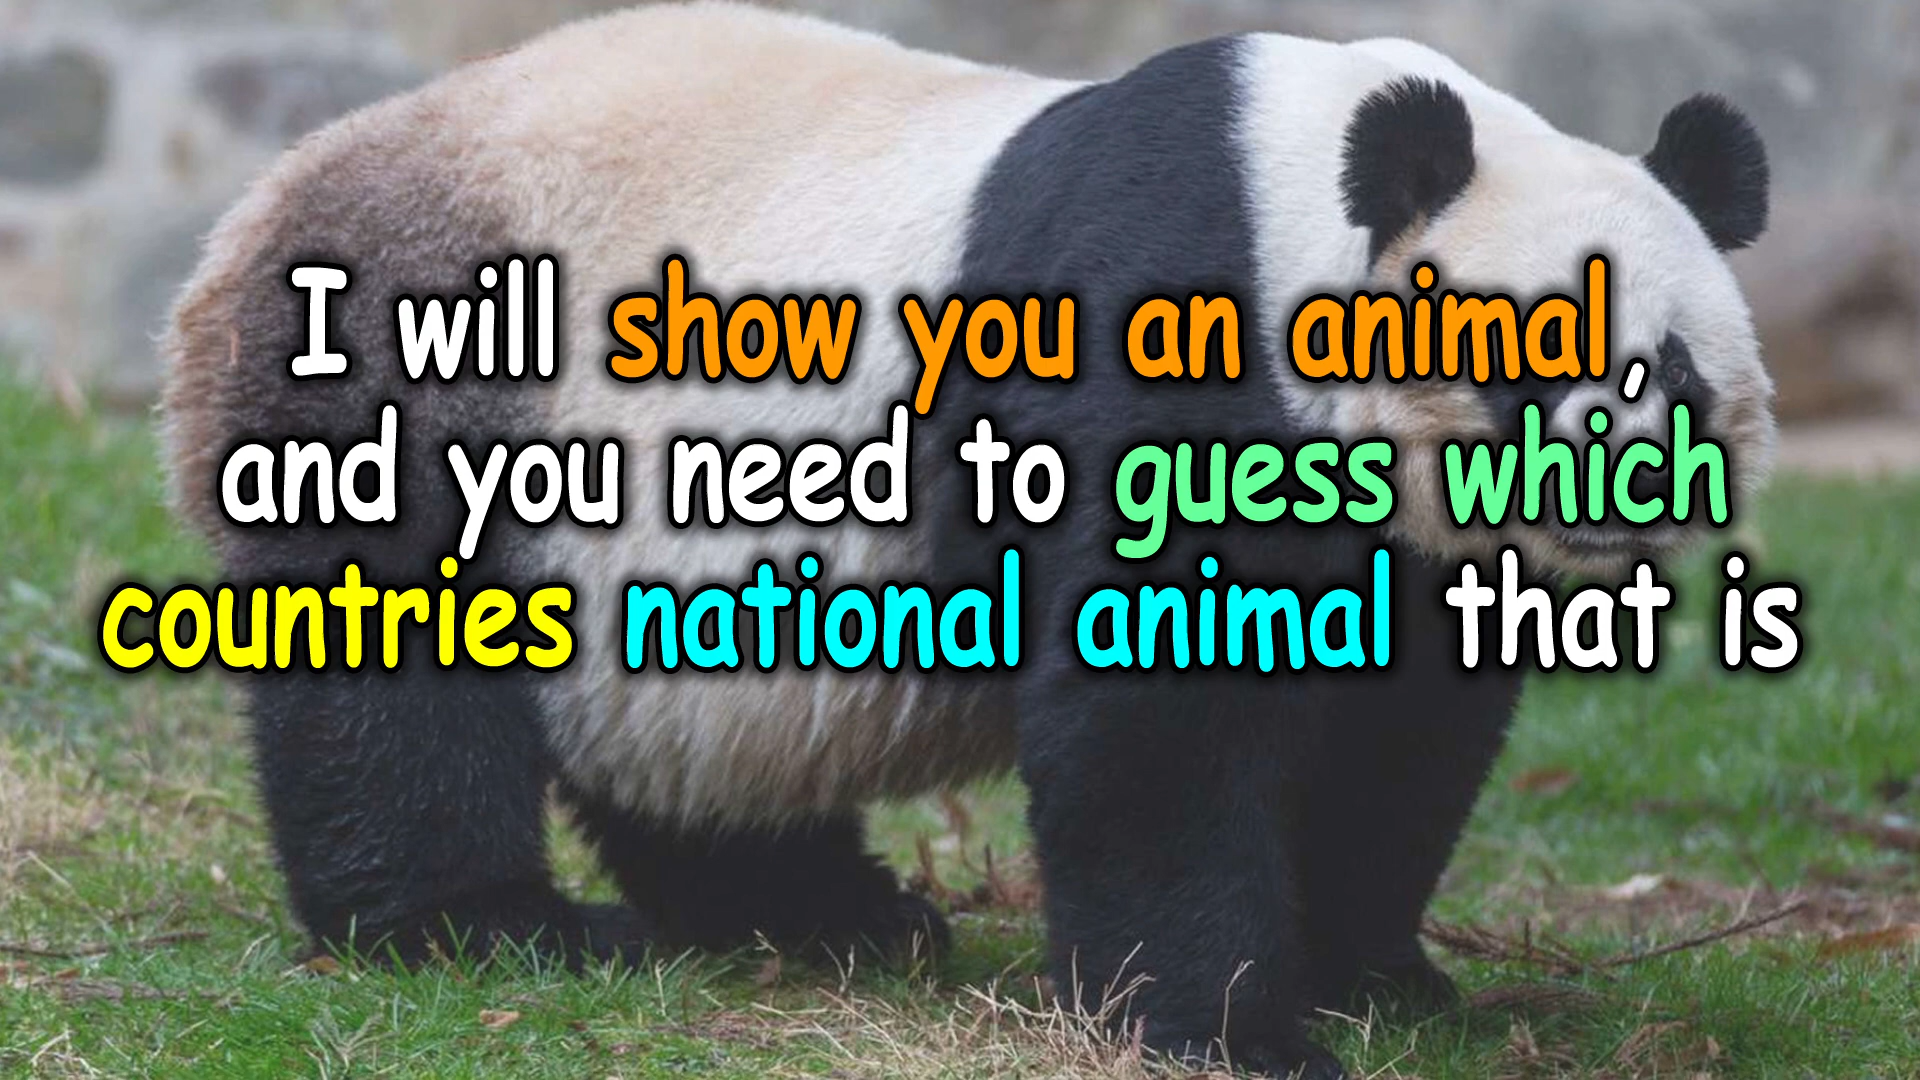 I will show you an animal,
and you need to guess which
countries national animal that is